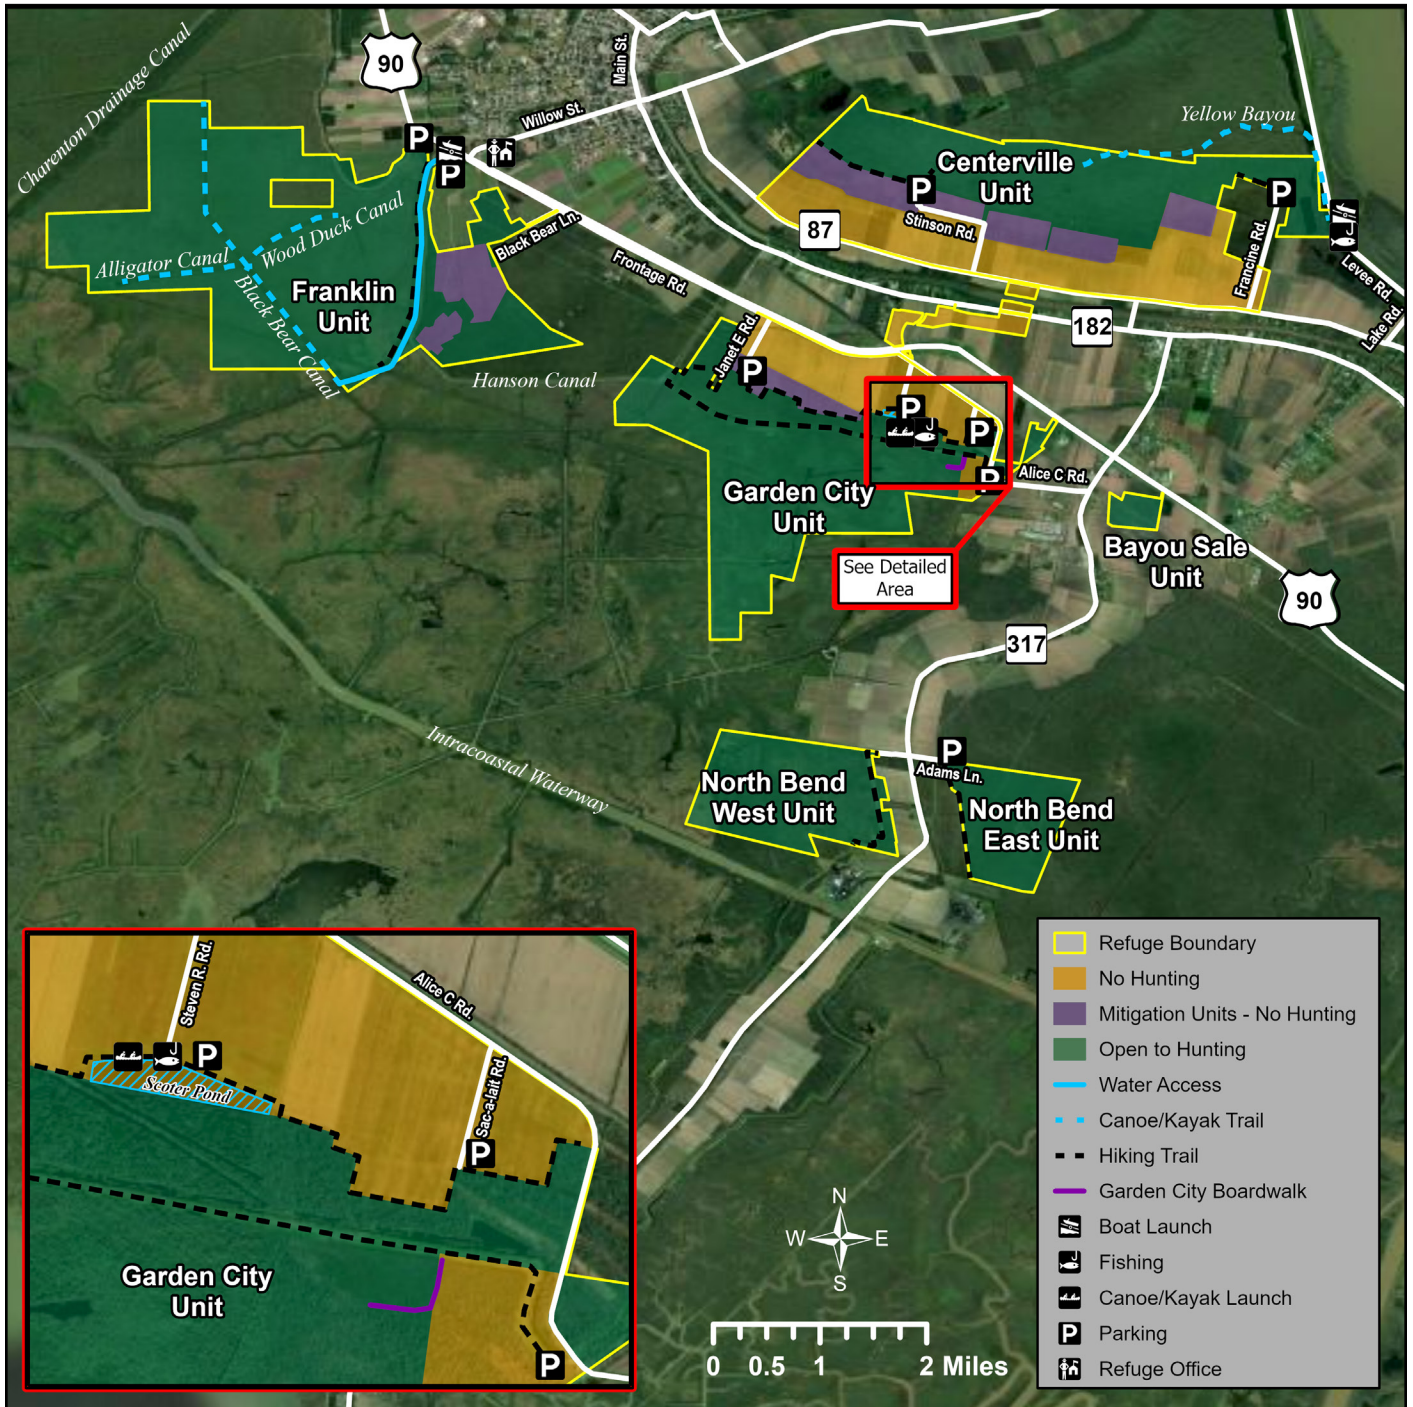 Charenton Drainage Canal
90
Main St.
Willow St.
Yellow Bayou
P
P
Centerville
Unit
P
P
Stinson Rd.
87
Francine Rd.
Levee Rd.
Lake Rd.
Black Bear Ln.
Frontage Rd.
Wood Duck Canal
Alligator Canal
Black Bear Canal
Franklin
Unit
182
Hanson Canal
Janet E Rd.
P
P
P
P
Alice C Rd.
Garden City
Unit
See Detailed
Area
Bayou Sale
Unit
90
317
Intracoastal Waterway
P
Adams Ln.
North Bend
West Unit
North Bend
East Unit
Steven R. Rd.
Alice C Rd.
P
Scoter Pond
Sac-a-lait Rd.
P
Garden City
Unit
P
N
W E
S
0 0.5 1 2 Miles
Refuge Boundary
No Hunting
Mitigation Units - No Hunting
Open to Hunting
Water Access
Canoe/Kayak Trail
Hiking Trail
Garden City Boardwalk
Boat Launch
Fishing
Canoe/Kayak Launch
P Parking
Refuge Office